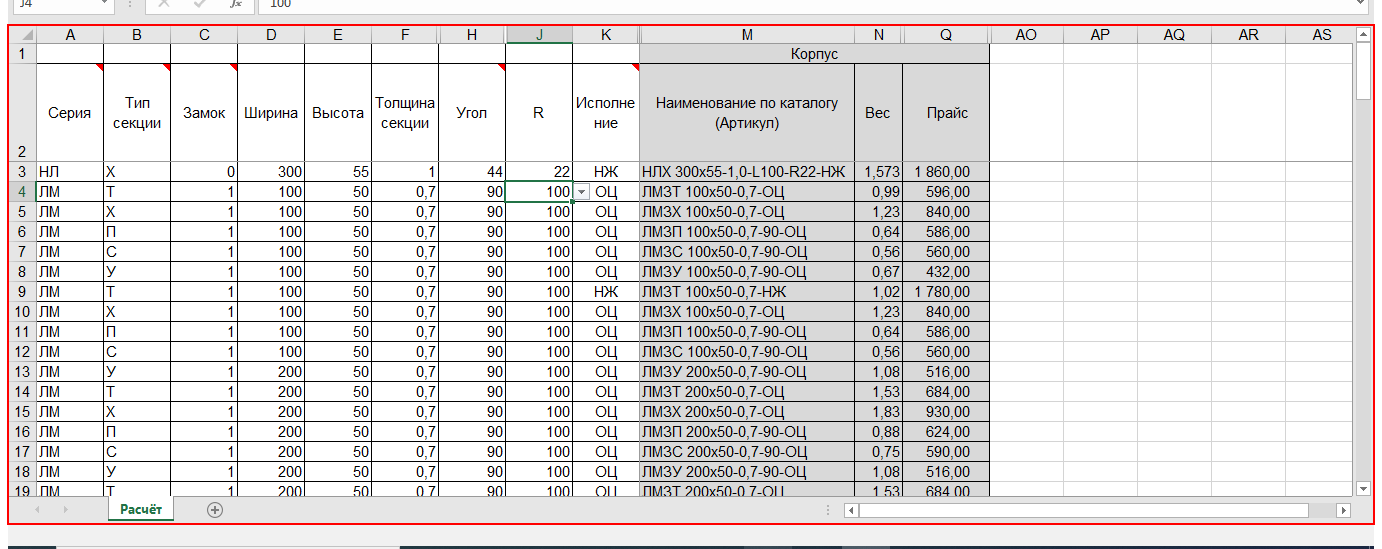 J4 fx 100
A B C D E F H J K M N Q AO AP AQ AR AS
1 Корпус
2 Серия Тип секции Замок Ширина Высота Толщина секции Угол R Исполне ние Наименование по каталогу (Артикул) Вес Прайс
3 НЛ Х 0 300 55 1 44 22 НЖ НЛХ 300х55-1,0-L100-R22-НЖ 1,573 1 860,00
4 ЛМ Т 1 100 50 0,7 90 100 ОЦ ЛМЗТ 100х50-0,7-ОЦ 0,99 596,00
5 ЛМ Х 1 100 50 0,7 90 100 ОЦ ЛМЗХ 100х50-0,7-ОЦ 1,23 840,00
6 ЛМ П 1 100 50 0,7 90 100 ОЦ ЛМЗП 100х50-0,7-90-ОЦ 0,64 586,00
7 ЛМ С 1 100 50 0,7 90 100 ОЦ ЛМЗС 100х50-0,7-90-ОЦ 0,56 560,00
8 ЛМ У 1 100 50 0,7 90 100 ОЦ ЛМЗУ 100х50-0,7-90-ОЦ 0,67 432,00
9 ЛМ Т 1 100 50 0,7 90 100 НЖ ЛМЗТ 100х50-0,7-НЖ 1,02 1 780,00
10 ЛМ Х 1 100 50 0,7 90 100 ОЦ ЛМЗХ 100х50-0,7-ОЦ 1,23 840,00
11 ЛМ П 1 100 50 0,7 90 100 ОЦ ЛМЗП 100х50-0,7-90-ОЦ 0,64 586,00
12 ЛМ С 1 100 50 0,7 90 100 ОЦ ЛМЗС 100х50-0,7-90-ОЦ 0,56 560,00
13 ЛМ У 1 200 50 0,7 90 100 ОЦ ЛМЗУ 200х50-0,7-90-ОЦ 1,08 516,00
14 ЛМ Т 1 200 50 0,7 90 100 ОЦ ЛМЗТ 200х50-0,7-ОЦ 1,53 684,00
15 ЛМ Х 1 200 50 0,7 90 100 ОЦ ЛМЗХ 200х50-0,7-ОЦ 1,83 930,00
16 ЛМ П 1 200 50 0,7 90 100 ОЦ ЛМЗП 200х50-0,7-90-ОЦ 0,88 624,00
17 ЛМ С 1 200 50 0,7 90 100 ОЦ ЛМЗС 200х50-0,7-90-ОЦ 0,75 590,00
18 ЛМ У 1 200 50 0,7 90 100 ОЦ ЛМЗУ 200х50-0,7-90-ОЦ 1,08 516,00
19 ЛМ Т 1 200 50 0,7 90 100 ОЦ ЛМЗТ 200х50-0,7-ОЦ 1,53 684,00
Расчёт